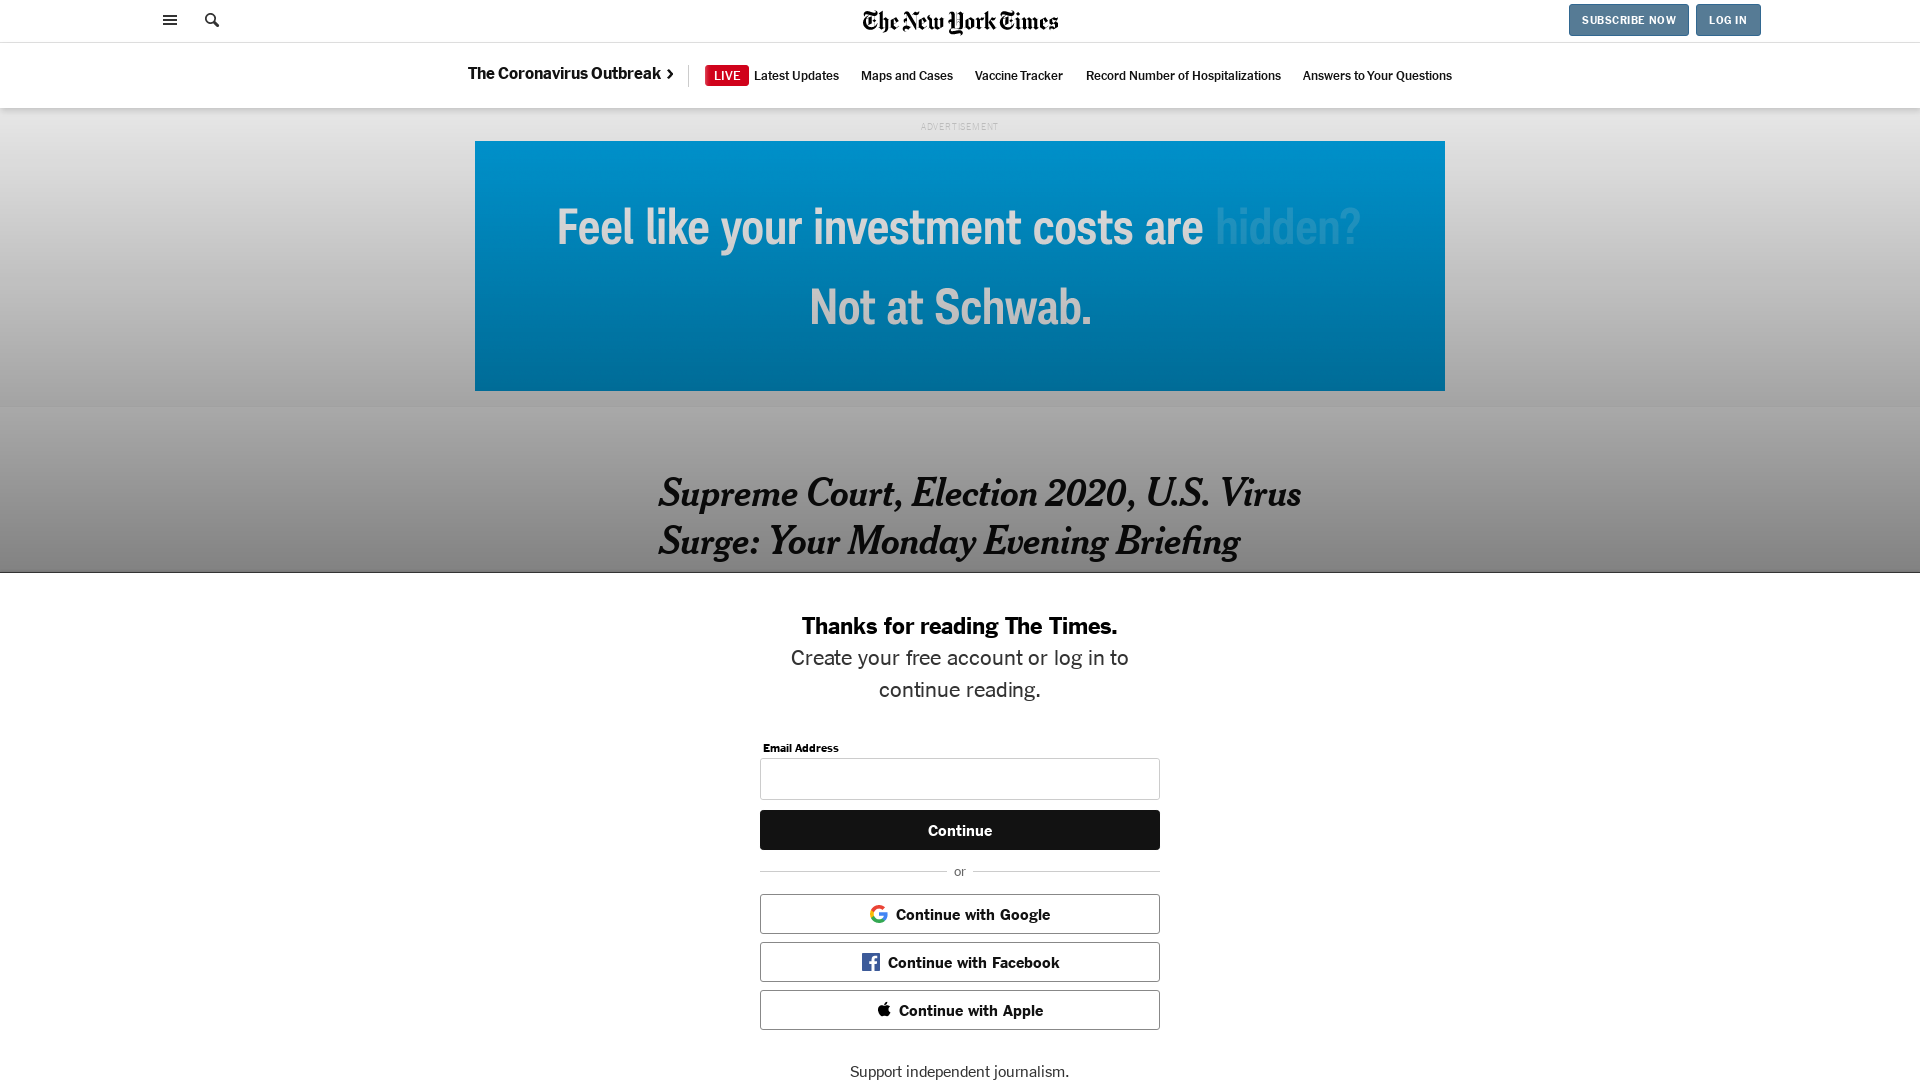 The New York Times
SUBSCRIBE NOW
LOG IN
The Coronavirus Outbreak
LIVE
Latest Updates
Maps and Cases
Vaccine Tracker
Record Number of Hospitalizations
Answers to Your Questions
ADVERTISEMENT
Feel like your investment costs are hidden?
Not at Schwab.
Supreme Court, Election 2020, U.S. Virus
Surge: Your Monday Evening Briefing
Thanks for reading The Times.
Create your free account or log in to
continue reading.
Email Address
Continue
or
Continue with Google
Continue with Facebook
Continue with Apple
Support independent journalism.